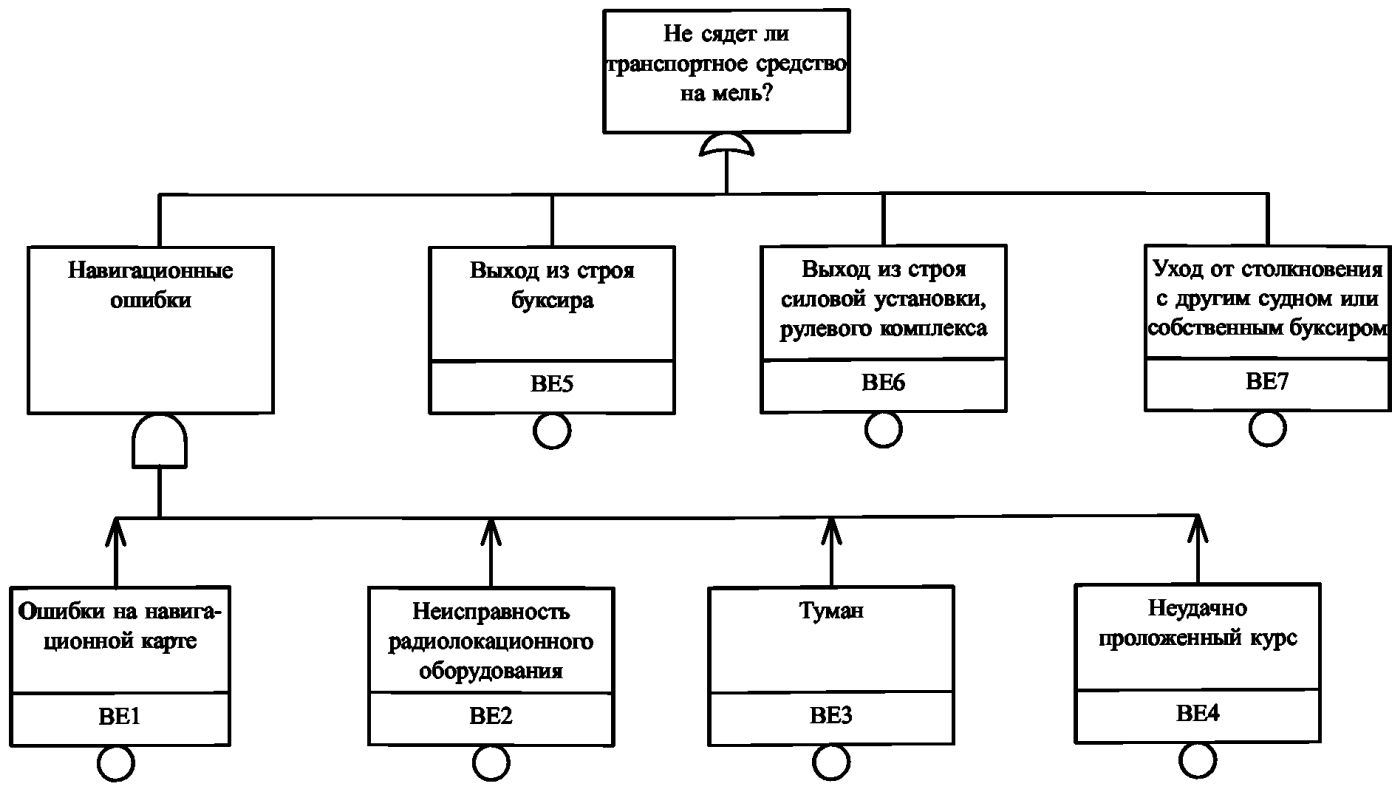 Не сядет ли
транспортное средство
на мель?
Навигационные
ошибки
Выход из строя
буксира
BE5
Выход из строя
силовой установки,
рулевого комплекса
BE6
Уход от столкновения
с другим судном или
собственным буксиром
BE7
Ошибки на навига-
ционной карте
BE1
Неисправность
радиолокационного
оборудования
BE2
Туман
BE3
Неудачно
проложенный курс
BE4